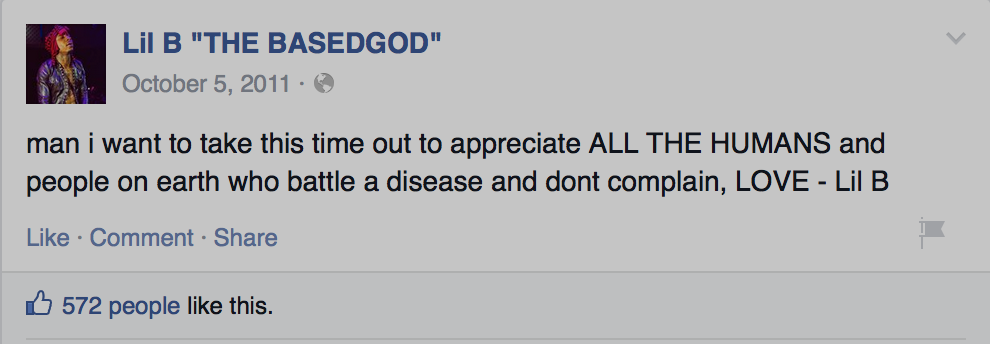 Lil B "THE BASEDGOD"
October 5, 2011 ·
man i want to take this time out to appreciate ALL THE HUMANS and
people on earth who battle a disease and dont complain, LOVE - Lil B
Like · Comment · Share
572 people like this.